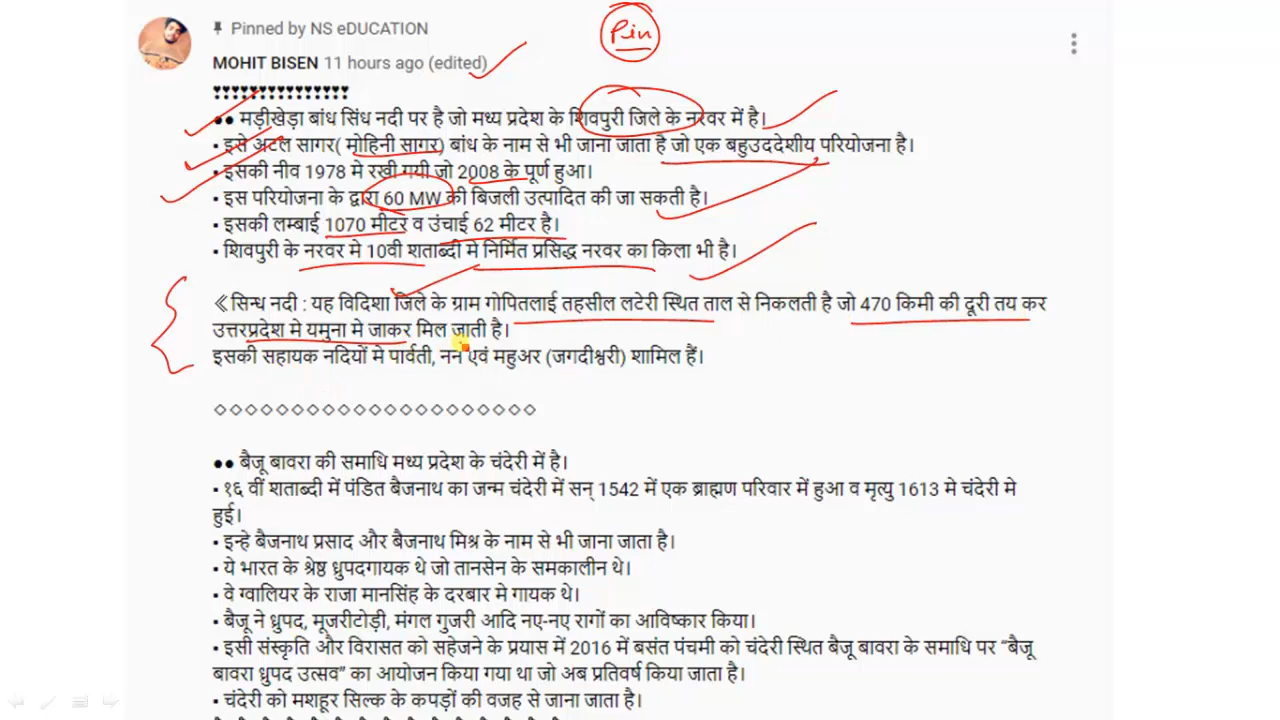 Pinned by NS eDUCATION
Pin
MOHIT BISEN 11 hours ago (edited)
❣❣❣❣❣❣❣❣❣❣❣❣❣❣❣
●● मड़ीखेड़ा बांध सिंध नदी पर है जो मध्य प्रदेश के शिवपुरी जिले के नरवर में है।
▪ इसे अटल सागर( मोहिनी सागर) बांध के नाम से भी जाना जाता है जो एक बहुउददेशीय परियोजना है।
▪ इसकी नीव 1978 मे रखी गयी जो 2008 के पूर्ण हुआ।
▪ इस परियोजना के द्वारा 60 MW की बिजली उत्पादित की जा सकती है।
▪ इसकी लम्बाई 1070 मीटर व उंचाई 62 मीटर है।
▪ शिवपुरी के नरवर मे 10वी शताब्दी मे निर्मित प्रसिद्ध नरवर का किला भी है।
《सिन्ध नदी : यह विदिशा जिले के ग्राम गोपितलाई तहसील लटेरी स्थित ताल से निकलती है जो 470 किमी की दूरी तय कर
उत्तरप्रदेश मे यमुना मे जाकर मिल जाती है।
इसकी सहायक नदियों मे पार्वती, नन एवं महुअर (जगदीश्वरी) शामिल हैं।
◇◇◇◇◇◇◇◇◇◇◇◇◇◇◇◇◇◇◇◇◇
●● बैजू बावरा की समाधि मध्य प्रदेश के चंदेरी में है।
▪ १६ वीं शताब्दी में पंडित बैजनाथ का जन्म चंदेरी में सन् 1542 में एक ब्राह्मण परिवार में हुआ व मृत्यु 1613 मे चंदेरी मे
हुई।
▪ इन्हे बैजनाथ प्रसाद और बैजनाथ मिश्र के नाम से भी जाना जाता है।
▪ ये भारत के श्रेष्ठ ध्रुपदगायक थे जो तानसेन के समकालीन थे।
▪ वे ग्वालियर के राजा मानसिंह के दरबार मे गायक थे।
▪ बैजू ने ध्रुपद, मूजरीटोड़ी, मंगल गुजरी आदि नए-नए रागों का आविष्कार किया।
▪ इसी संस्कृति और विरासत को सहेजने के प्रयास में 2016 में बसंत पंचमी को चंदेरी स्थित बैजू बावरा के समाधि पर “बैजू
बावरा ध्रुपद उत्सव” का आयोजन किया गया था जो अब प्रतिवर्ष किया जाता है।
▪ चंदेरी को मशहूर सिल्क के कपड़ों की वजह से जाना जाता है।